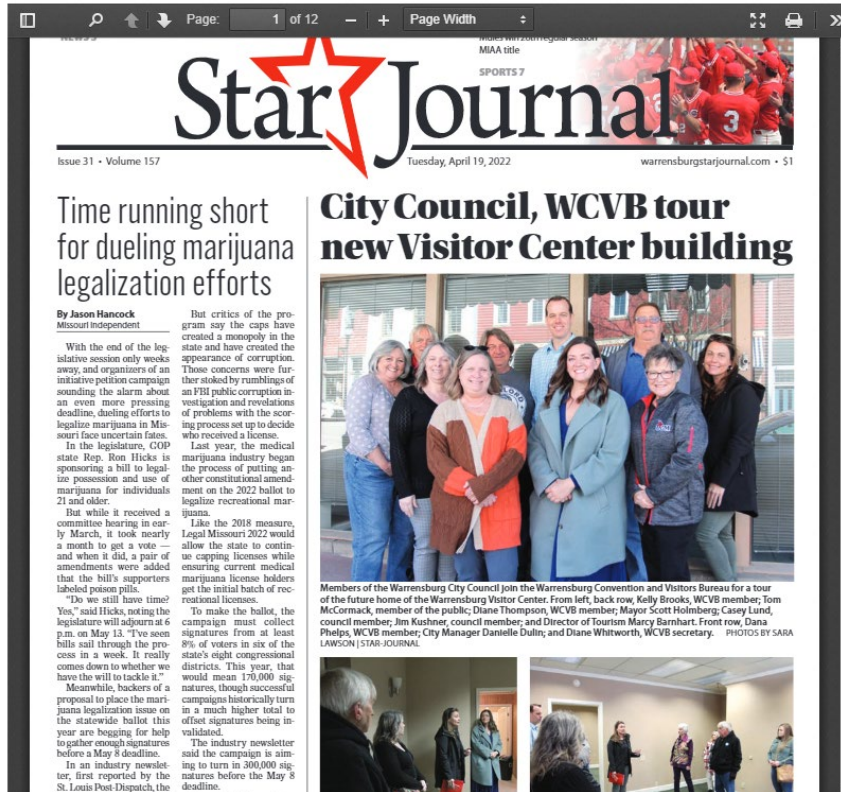 Page:
1
of 12
Page Width
NEWS 3
Mules win 20th regular season
MIAA title
SPORTS 7
3
Star Journal
Issue 31 • Volume 157
Tuesday, April 19, 2022
warrensburgstarjournal.com • $1
Time running short
for dueling marijuana
legalization efforts
By Jason Hancock
Missouri Independent
With the end of the leg-
islative session only weeks
away, and organizers of an
initiative petition campaign
sounding the alarm about
an even more pressing
deadline, dueling efforts to
legalize marijuana in Mis-
souri face uncertain fates.
In the legislature, GOP
state Rep. Ron Hicks is
sponsoring a bill to legal-
ize possession and use of
marijuana for individuals
21 and older.
But while it received a
committee hearing in ear-
ly March, it took nearly
a month to get a vote —
and when it did, a pair of
amendments were added
that the bill's supporters
labeled poison pills.
"Do we still have time?
Yes," said Hicks, noting the
legislature will adjourn at 6
p.m. on May 13. "I've seen
bills sail through the pro-
cess in a week. It really
comes down to whether we
have the will to tackle it."
Meanwhile, backers of a
proposal to place the mari-
juana legalization issue on
the statewide ballot this
year are begging for help
to gather enough signatures
before a May 8 deadline.
In an industry newslet-
ter, first reported by the
St. Louis Post-Dispatch, the
But critics of the pro-
gram say the caps have
created a monopoly in the
state and have created the
appearance of corruption.
Those concerns were fur-
ther stoked by rumblings of
an FBI public corruption in-
vestigation and revelations
of problems with the scor-
ing process set up to decide
who received a license.
Last year, the medical
marijuana industry began
the process of putting an-
other constitutional amend-
ment on the 2022 ballot to
legalize recreational mar-
ijuana.
Like the 2018 measure,
Legal Missouri 2022 would
allow the state to contin-
ue capping licenses while
ensuring current medical
marijuana license holders
get the initial batch of rec-
reational licenses.
To make the ballot, the
campaign must collect
signatures from at least
8% of voters in six of the
state's eight congressional
districts. This year, that
would mean 170,000 sig-
natures, though successful
campaigns historically turn
in a much higher total to
offset signatures being in-
validated.
The industry newsletter
said the campaign is aim-
ing to turn in 300,000 sig-
natures before the May 8
deadline.
City Council, WCVB tour
new Visitor Center building
Members of the Warrensburg City Council join the Warrensburg Convention and Visitors Bureau for a tour
of the future home of the Warrensburg Visitor Center. From left, back row, Kelly Brooks, WCVB member; Tom
McCormack, member of the public; Diane Thompson, WCVB member; Mayor Scott Holmberg; Casey Lund,
council member; Jim Kushner, council member; and Director of Tourism Marcy Barnhart. Front row, Dana
Phelps, WCVB member; City Manager Danielle Dulin; and Diane Whitworth, WCVB secretary. PHOTOS BY SARA
LAWSON | STAR-JOURNAL